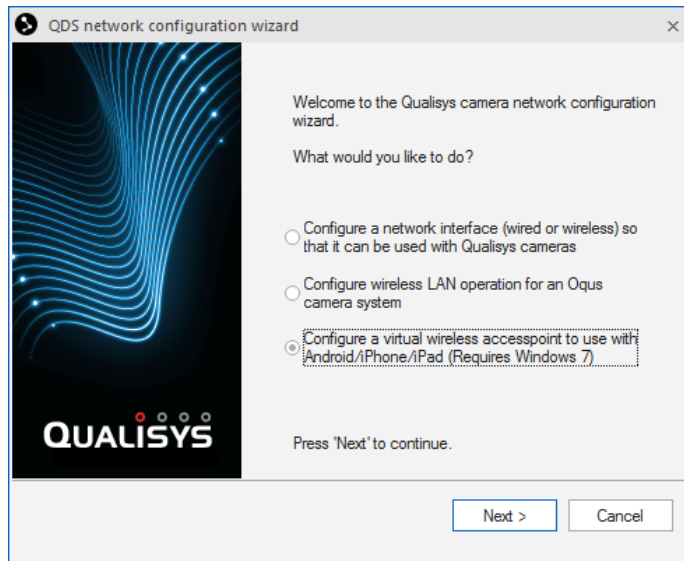 QDS network configuration wizard
Welcome to the Qualisys camera network configuration
wizard.
What would you like to do?
Configure a network interface (wired or wireless) so
that it can be used with Qualisys cameras
Configure wireless LAN operation for an Oqus
camera system
Configure a virtual wireless accesspoint to use with
Android/iPhone/iPad (Requires Windows 7)
QUALISYS
Press 'Next' to continue.
Next >
Cancel